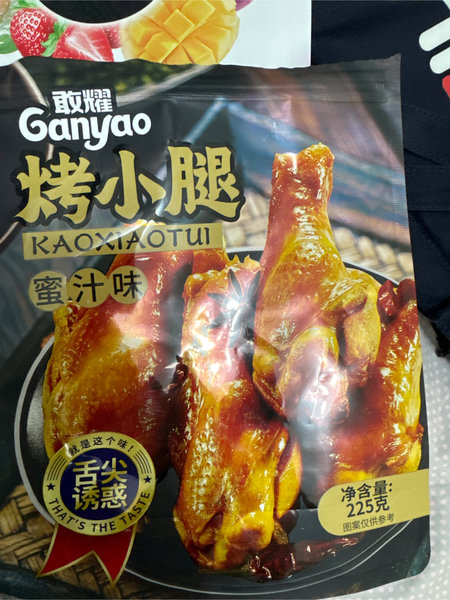 敢耀
Ganyao
烤小腿
KAOXIAOTUI
蜜汁味
就是这个味!
舌尖
诱惑
THAT'S THE TASTE
净含量:
225克
图案仅供参考